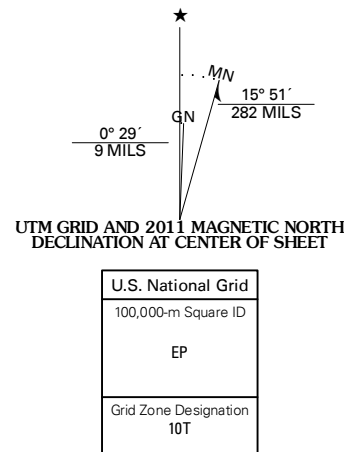 ★
MN
15° 51´
282 MILS
GN
0° 29´
9 MILS
UTM GRID AND 2011 MAGNETIC NORTH
DECLINATION AT CENTER OF SHEET
U.S. National Grid
100,000-m Square ID
EP
Grid Zone Designation
10T